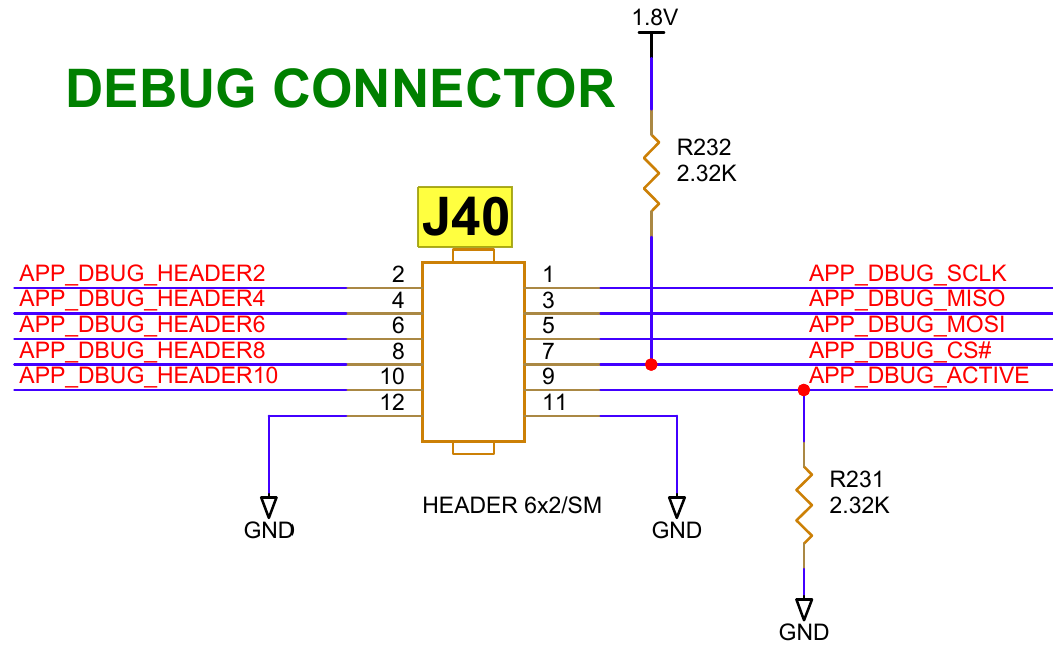 1.8V
DEBUG CONNECTOR
R232
2.32K
J40
APP_DBUG_HEADER2 2 1 APP_DBUG_SCLK
APP_DBUG_HEADER4 4 3 APP_DBUG_MISO
APP_DBUG_HEADER6 6 5 APP_DBUG_MOSI
APP_DBUG_HEADER8 8 7 APP_DBUG_CS#
APP_DBUG_HEADER10 10 9 APP_DBUG_ACTIVE
12 11
R231
2.32K
HEADER 6x2/SM
GND
GND
GND